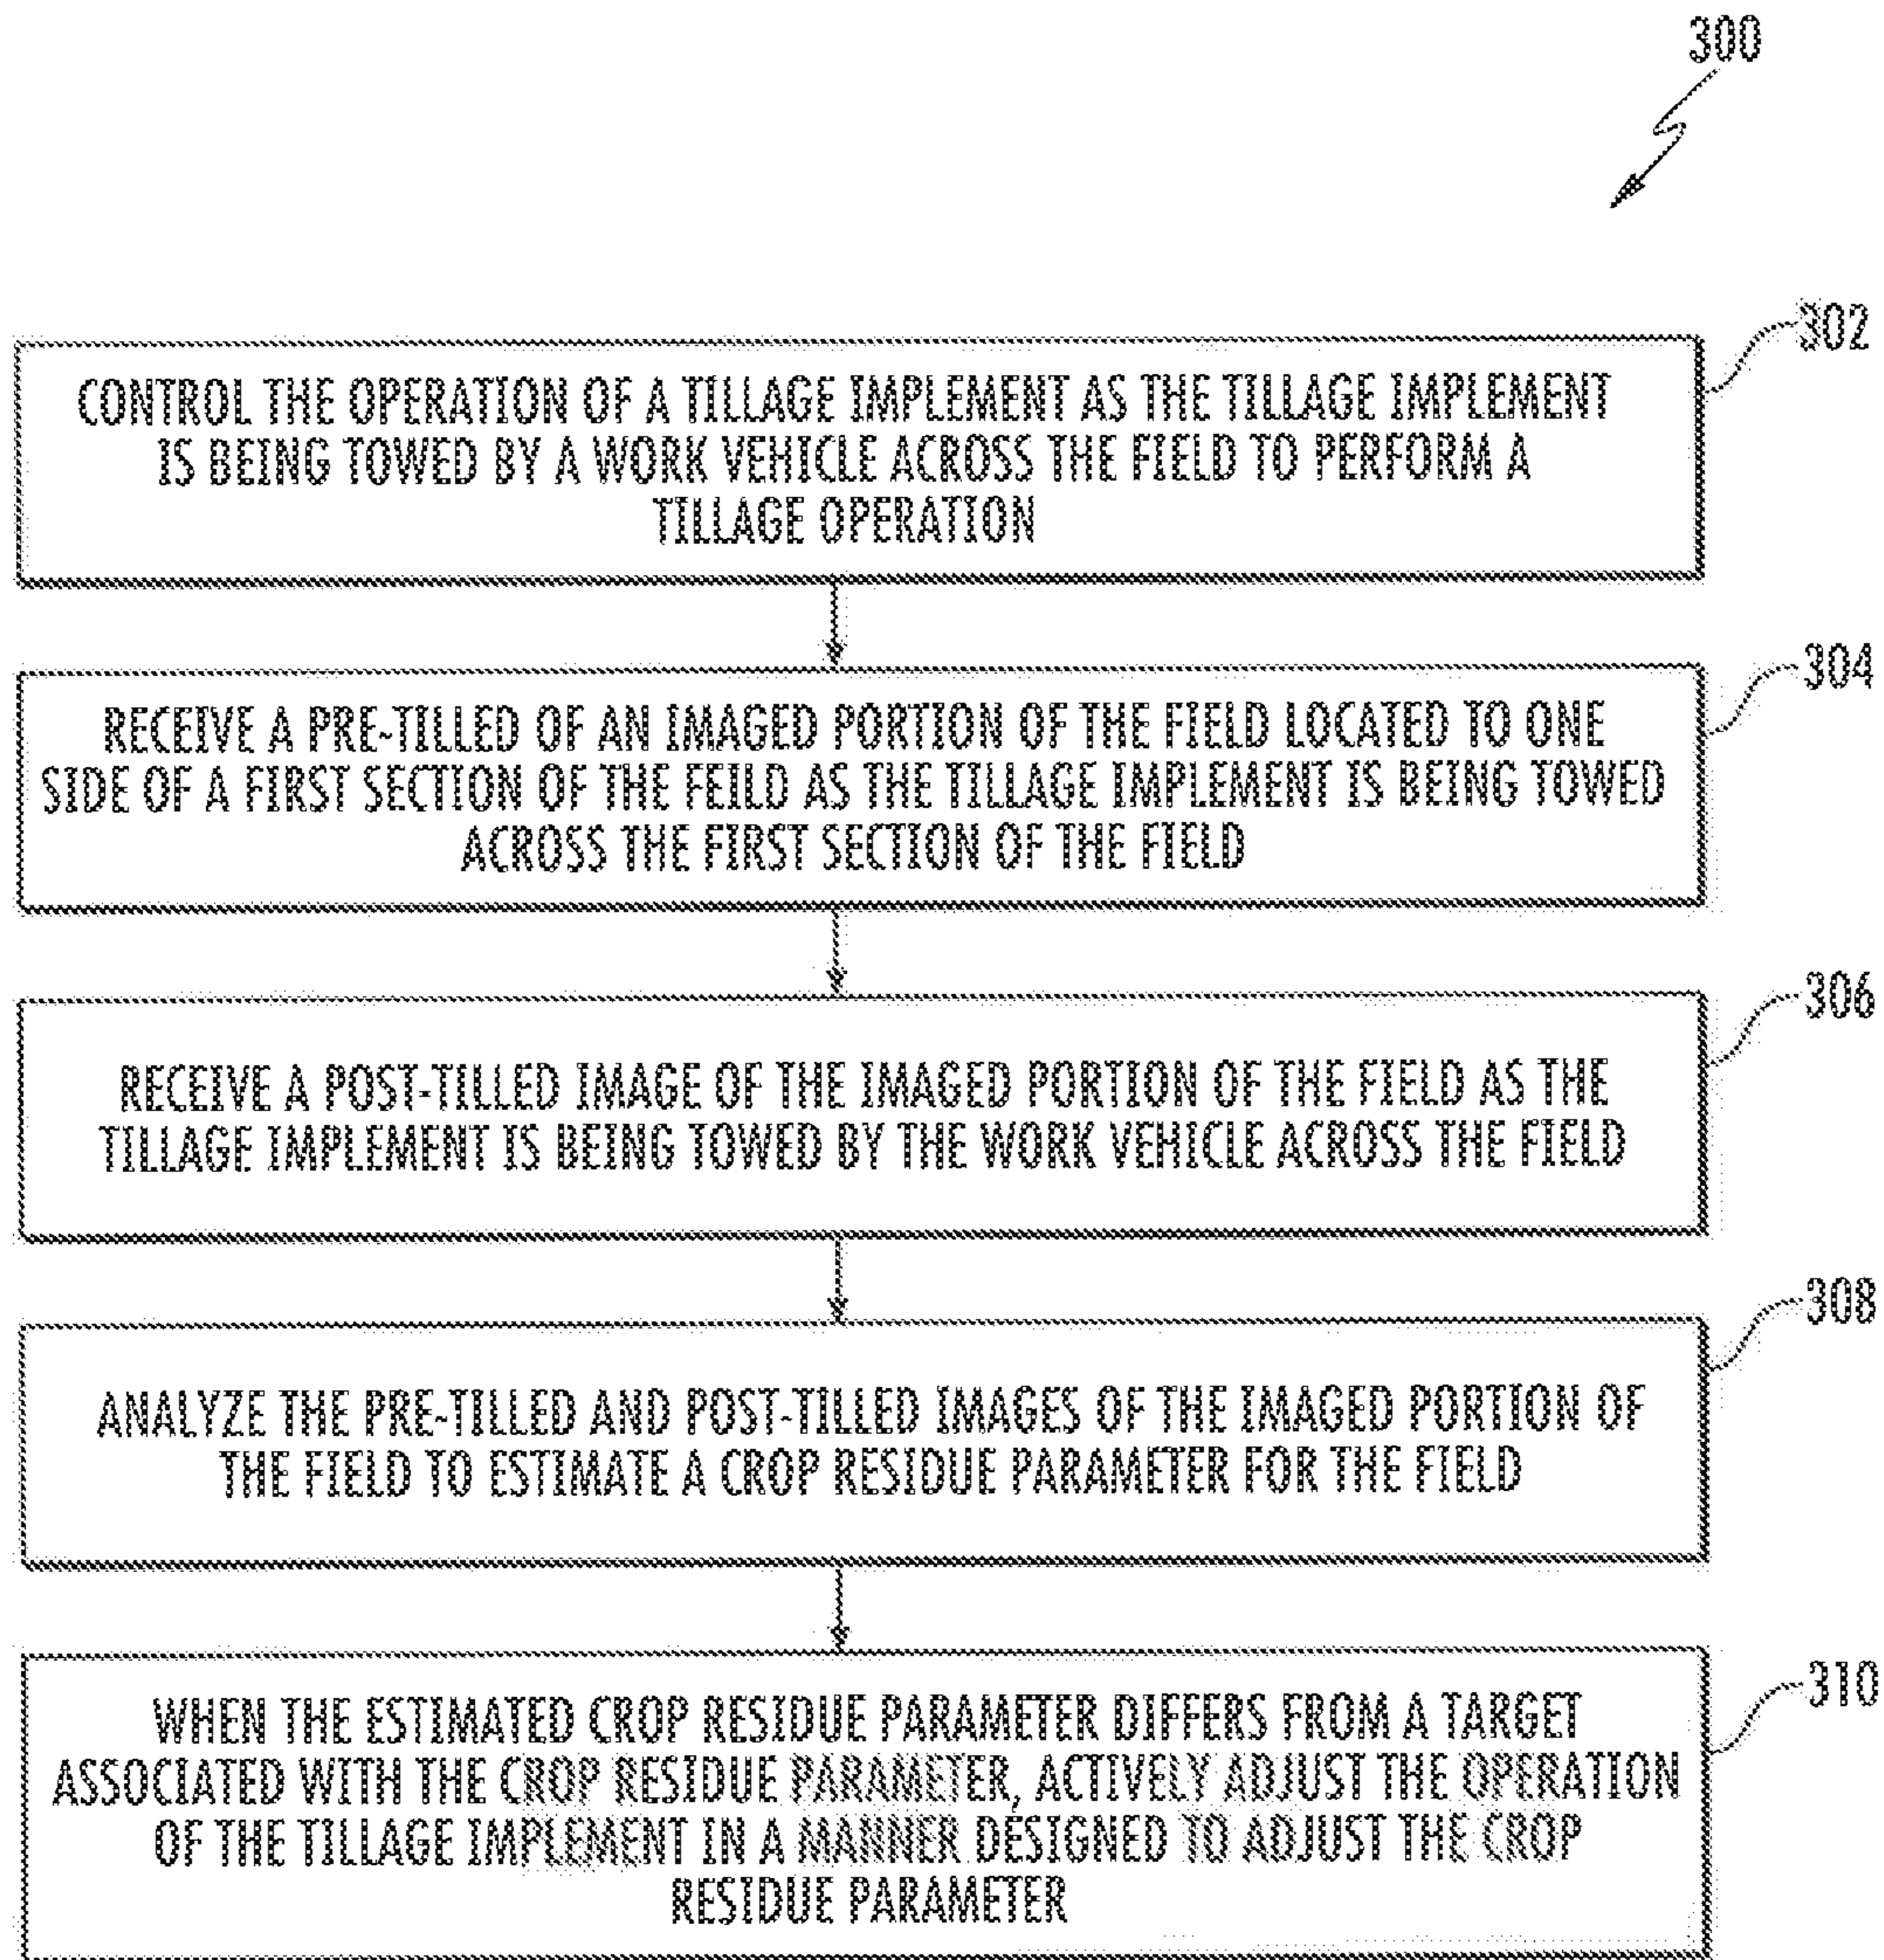 300
302
CONTROL THE OPERATION OF A TILLAGE IMPLEMENT AS THE TILLAGE IMPLEMENT
IS BEING TOWED BY A WORK VEHICLE ACROSS THE FIELD TO PERFORM A
TILLAGE OPERATION
304
RECEIVE A PRE-TILLED OF AN IMAGED PORTION OF THE FIELD LOCATED TO ONE
SIDE OF A FIRST SECTION OF THE FEILD AS THE TILLAGE IMPLEMENT IS BEING TOWED
ACROSS THE FIRST SECTION OF THE FIELD
306
RECEIVE A POST-TILLED IMAGE OF THE IMAGED PORTION OF THE FIELD AS THE
TILLAGE IMPLEMENT IS BEING TOWED BY THE WORK VEHICLE ACROSS THE FIELD
308
ANALYZE THE PRE-TILLED AND POST-TILLED IMAGES OF THE IMAGED PORTION OF
THE FIELD TO ESTIMATE A CROP RESIDUE PARAMETER FOR THE FIELD
310
WHEN THE ESTIMATED CROP RESIDUE PARAMETER DIFFERS FROM A TARGET
ASSOCIATED WITH THE CROP RESIDUE PARAMETER, ACTIVELY ADJUST THE OPERATION
OF THE TILLAGE IMPLEMENT IN A MANNER DESIGNED TO ADJUST THE CROP
RESIDUE PARAMETER